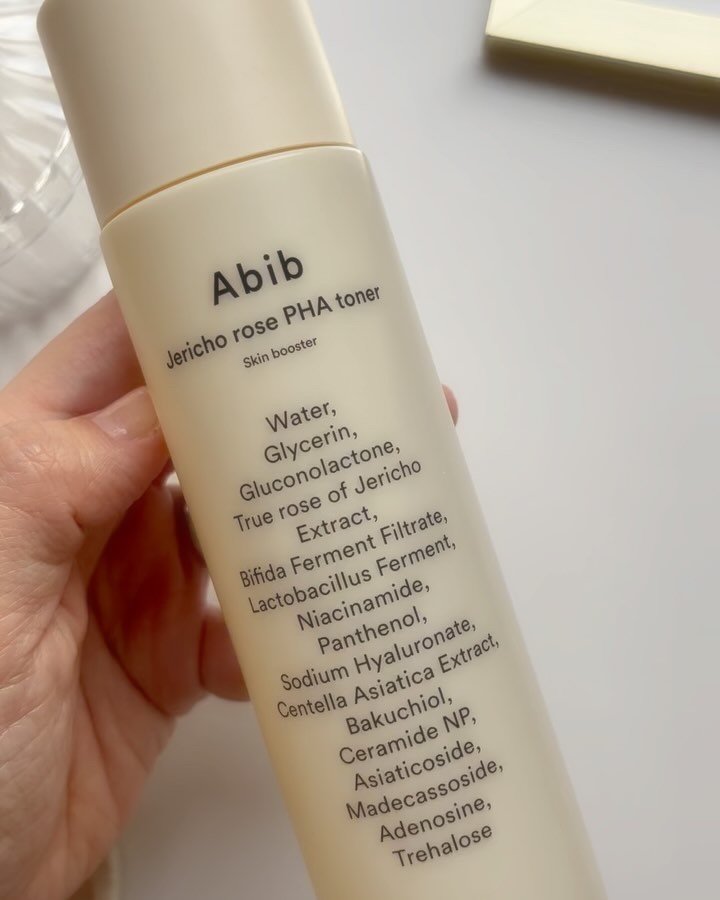 Abib
Jericho rose PHA toner
Skin booster
Water,
Glycerin,
Gluconolactone,
True rose of Jericho
Extract,
Bifida Ferment Filtrate,
Lactobacillus Ferment,
Niacinamide,
Panthenol,
Sodium Hyaluronate,
Centella Asiatica Extract,
Bakuchiol,
Ceramide NP,
Asiaticoside,
Madecassoside,
Adenosine,
Trehalose